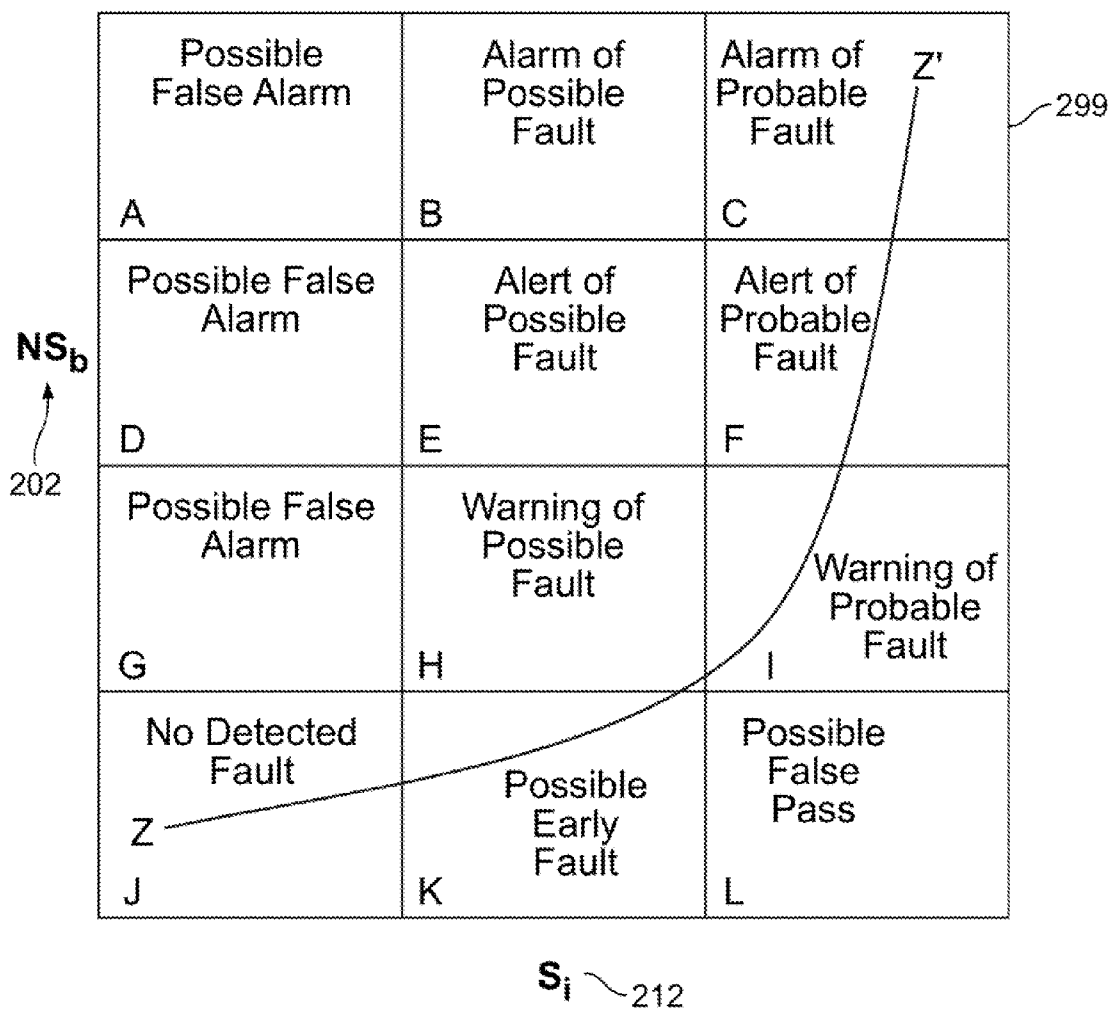 Possible
False Alarm
A
Alarm of
Possible
Fault
B
Alarm of
Probable
Fault
C
Z'
299
Possible False
Alarm
D
Alert of
Possible
Fault
E
Alert of
Probable
Fault
F
NSb
202
Possible False
Alarm
G
Warning of
Possible
Fault
H
Warning of
Probable
Fault
I
No Detected
Fault
Z
J
Possible
Early
Fault
K
Possible
False
Pass
L
Si
212